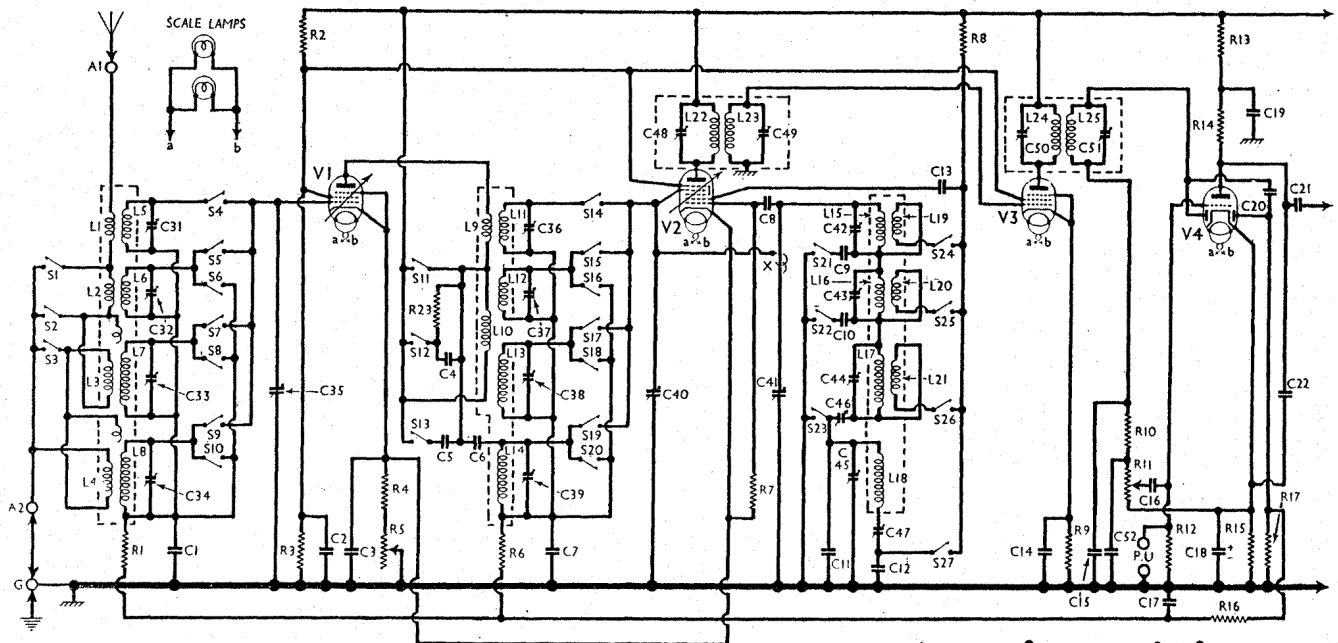 SCALE LAMPS
A1
a
b
R2
R8
R13
V1
C48
L22
L23
C49
L24
L25
C50
C51
R14
C19
C13
V2
a
b
V3
a
b
V4
C20
C21
L1
L5
C31
S4
a
b
L9
L11
C36
S14
C8
L15
L19
C42
S1
L2
L6
S5
S6
S11
L12
S15
S16
X
S21
C9
S24
L16
L20
C43
S2
C32
R23
L10
C37
S22
C10
S25
S3
L7
S7
S8
S12
L13
S17
S18
L17
L3
C33
C35
C4
C38
C40
C41
C44
L21
C22
C46
S26
S9
S10
S13
C5
C6
L14
S19
S20
S23
C45
R10
L8
L4
C34
C39
R4
R7
L18
R11
C16
R17
A2
C47
R1
C1
R3
C2
C3
R5
R6
C7
C11
C12
S27
C14
R9
C15
C52
P.U
R12
C18
+
-
R15
G
C17
R16